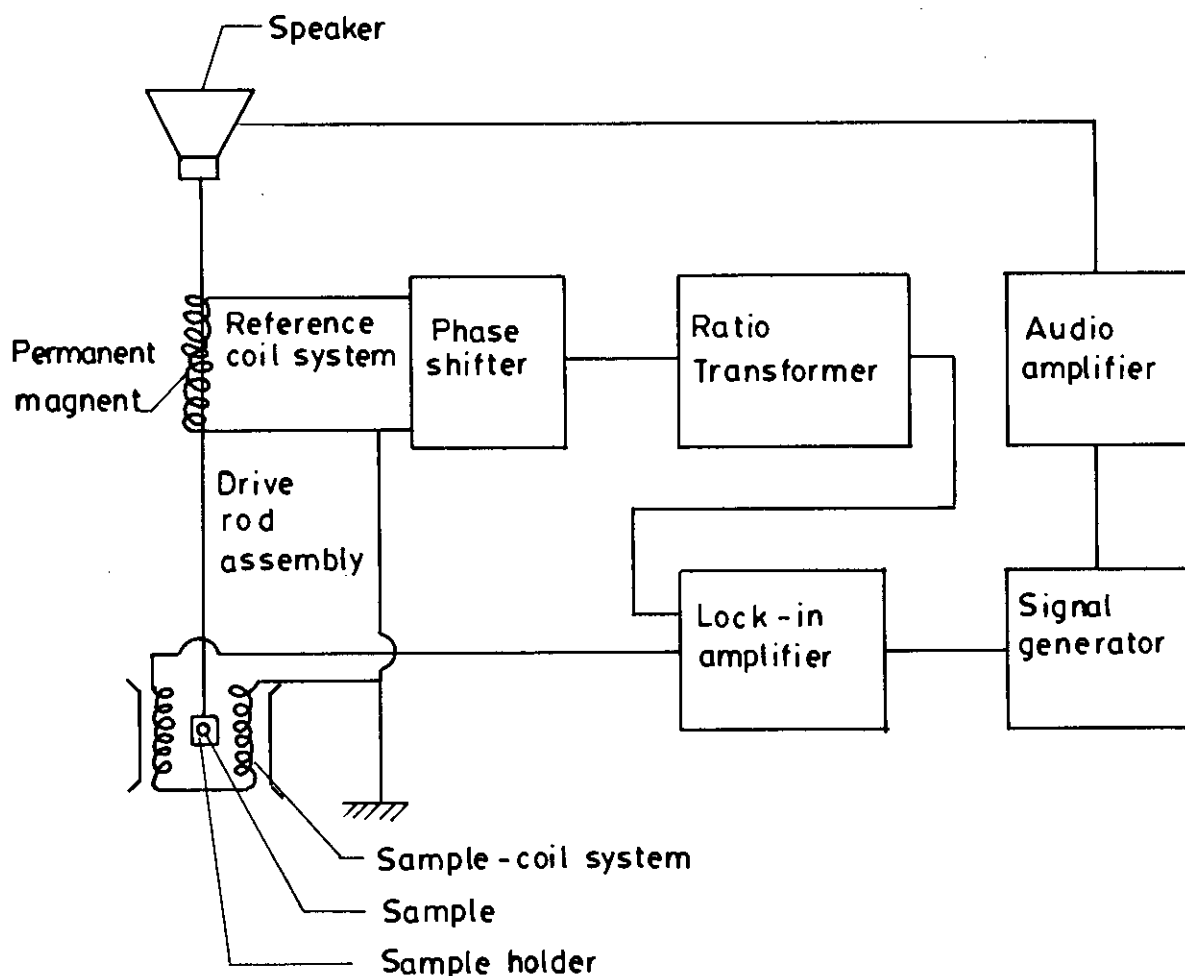 Speaker
Reference
coil system
Permanent
magnent
Phase
shifter
Ratio
Transformer
Audio
amplifier
Drive
rod
assembly
Lock-in
amplifier
Signal
generator
Sample-coil system
Sample
Sample holder